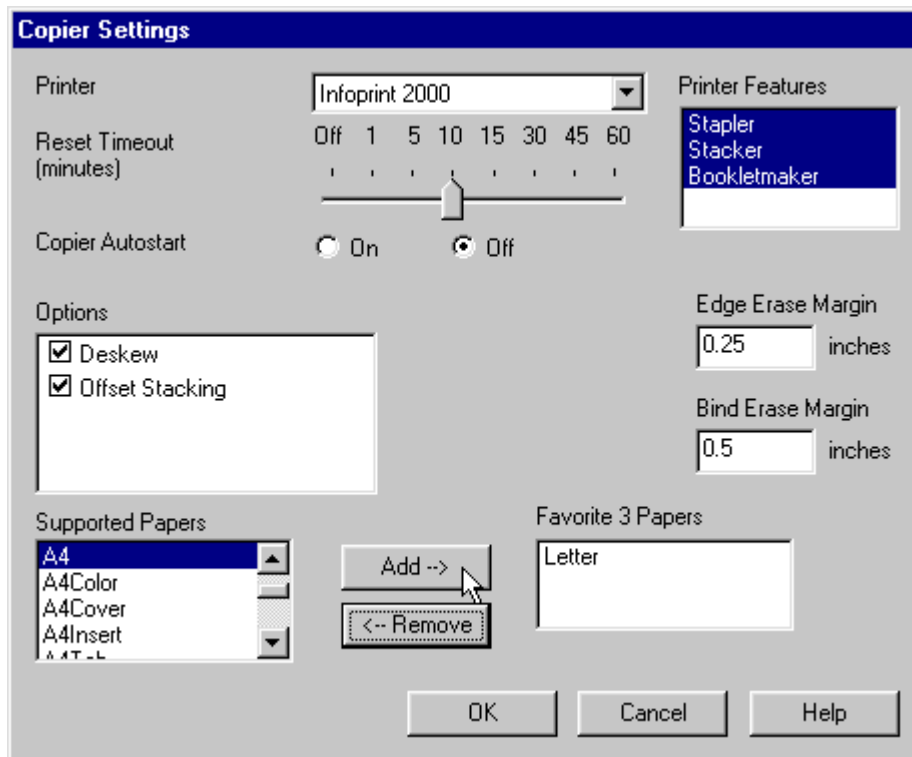 Copier Settings
Printer
Infoprint 2000
Printer Features
Reset Timeout
(minutes)
Off 1 5 10 15 30 45 60
Stapler
Stacker
Bookletmaker
Copier Autostart
On
Off
Options
Deskew
Offset Stacking
Edge Erase Margin
0.25 inches
Bind Erase Margin
0.5 inches
Supported Papers
A4
A4Color
A4Cover
A4Insert
Add -->
<-- Remove
Favorite 3 Papers
Letter
OK
Cancel
Help